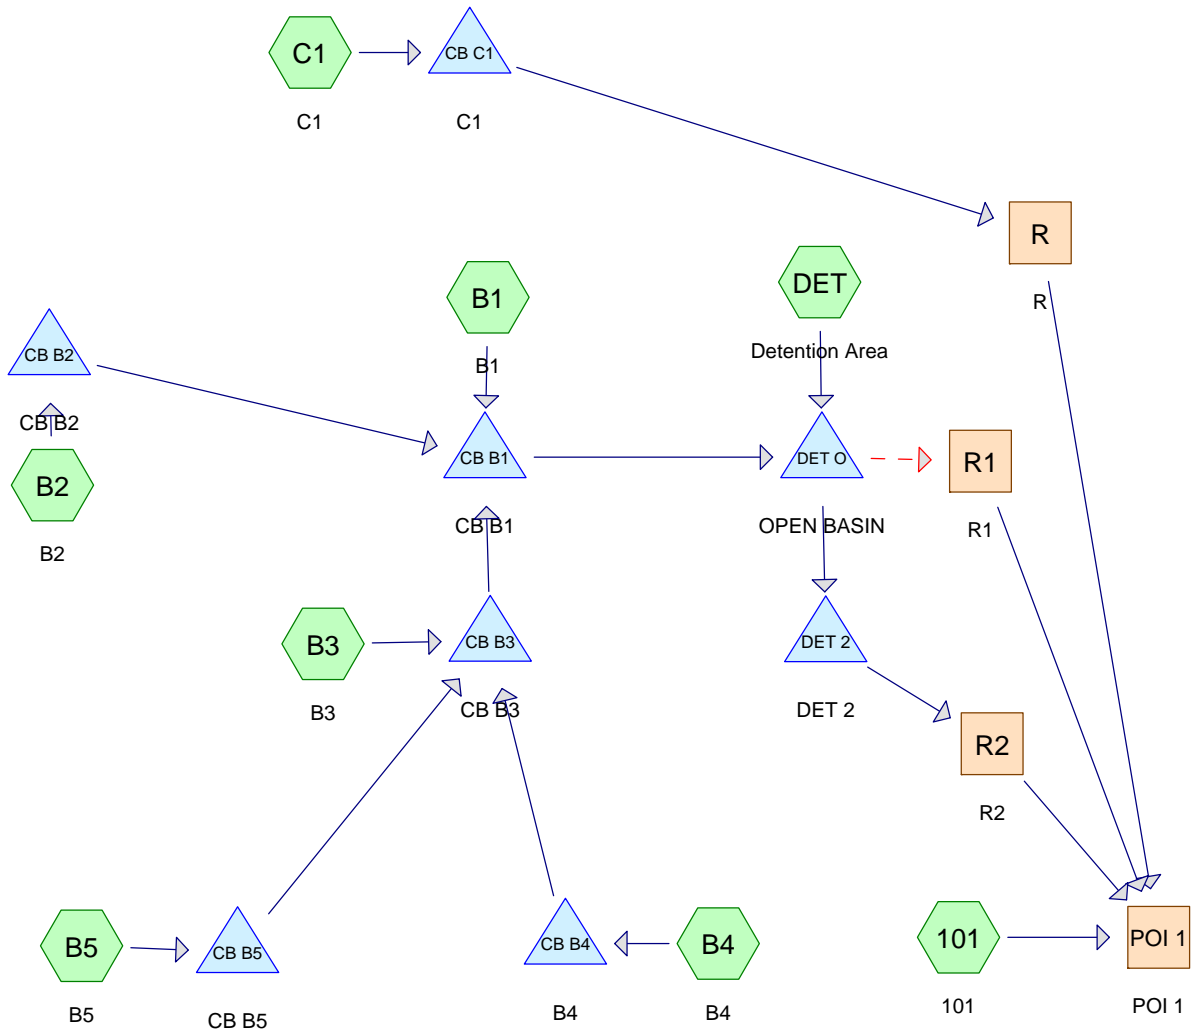 C1
CB C1
C1
C1
R
R
B1
DET
B1
Detention Area
CB B2
CB B2
B2
B2
CB B1
CB B1
DET O
OPEN BASIN
R1
R1
B3
B3
CB B3
CB B3
DET 2
DET 2
R2
R2
B5
B5
CB B5
CB B5
CB B4
B4
B4
B4
101
101
POI 1
POI 1